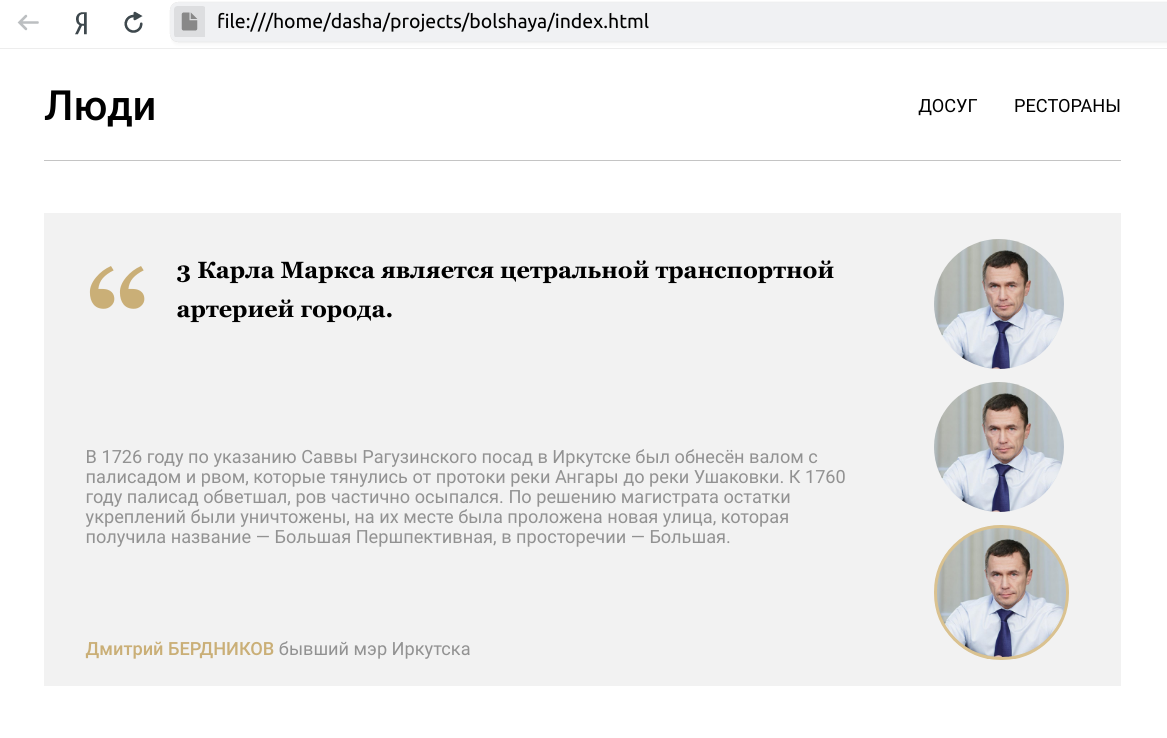 Я
file:///home/dasha/projects/bolshaya/index.html
Люди
ДОСУГ РЕСТОРАНЫ
“
3 Карла Маркса является цетральной транспортной
артерией города.
В 1726 году по указанию Саввы Рагузинского посад в Иркутске был обнесён валом с
палисадом и рвом, которые тянулись от протоки реки Ангары до реки Ушаковки. К 1760
году палисад обветшал, ров частично осыпался. По решению магистрата остатки
укреплений были уничтожены, на их месте была проложена новая улица, которая
получила название — Большая Першпективная, в просторечии — Большая.
Дмитрий БЕРДНИКОВ бывший мэр Иркутска